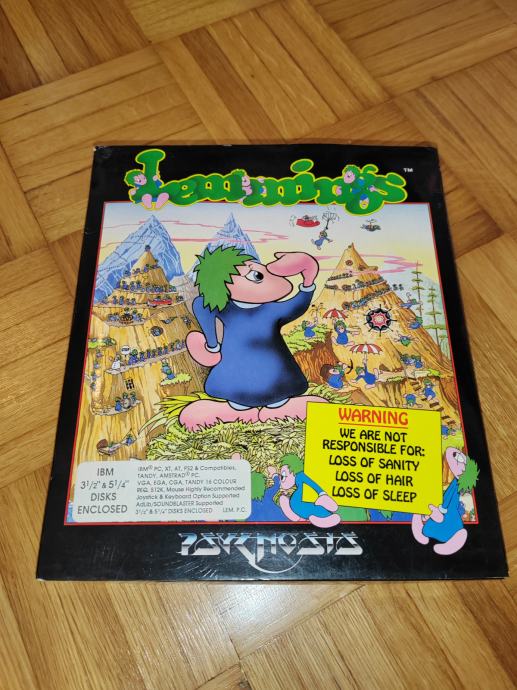 Lemmings ™
WARNING
WE ARE NOT
RESPONSIBLE FOR:
LOSS OF SANITY
LOSS OF HAIR
LOSS OF SLEEP
IBM
3½" & 5¼"
DISKS
ENCLOSED
IBM® PC, XT, AT, PS2 & Compatibles,
TANDY, AMSTRAD PC.
VGA, EGA, CGA, TANDY 16 COLOUR
REQ. 512K, Mouse Highly Recommended
Joystick & Keyboard Option Supported
AdLib/SOUNDBLASTER Supported
3½" & 5¼" DISKS ENCLOSED LEM. P.C.
PSYGNOSIS